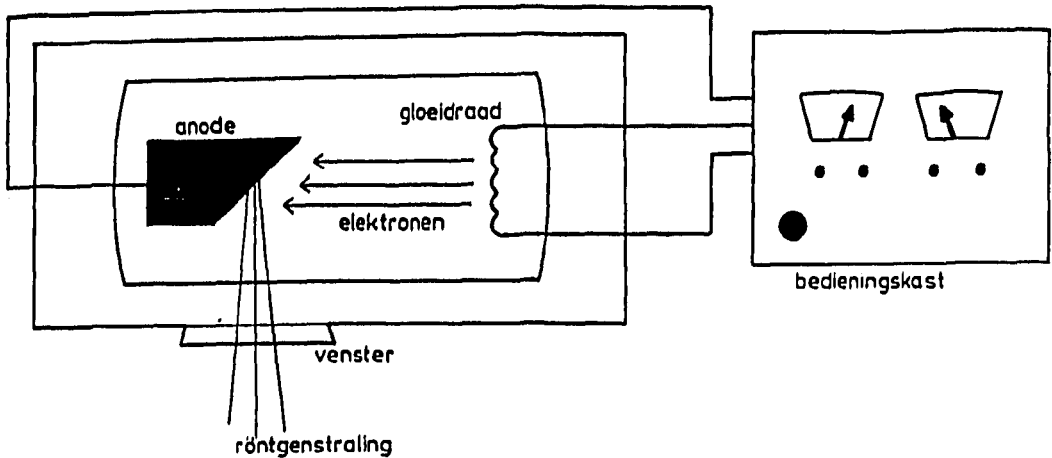 anode
gloeidraad
elektronen
bedieningskast
venster
röntgenstraling